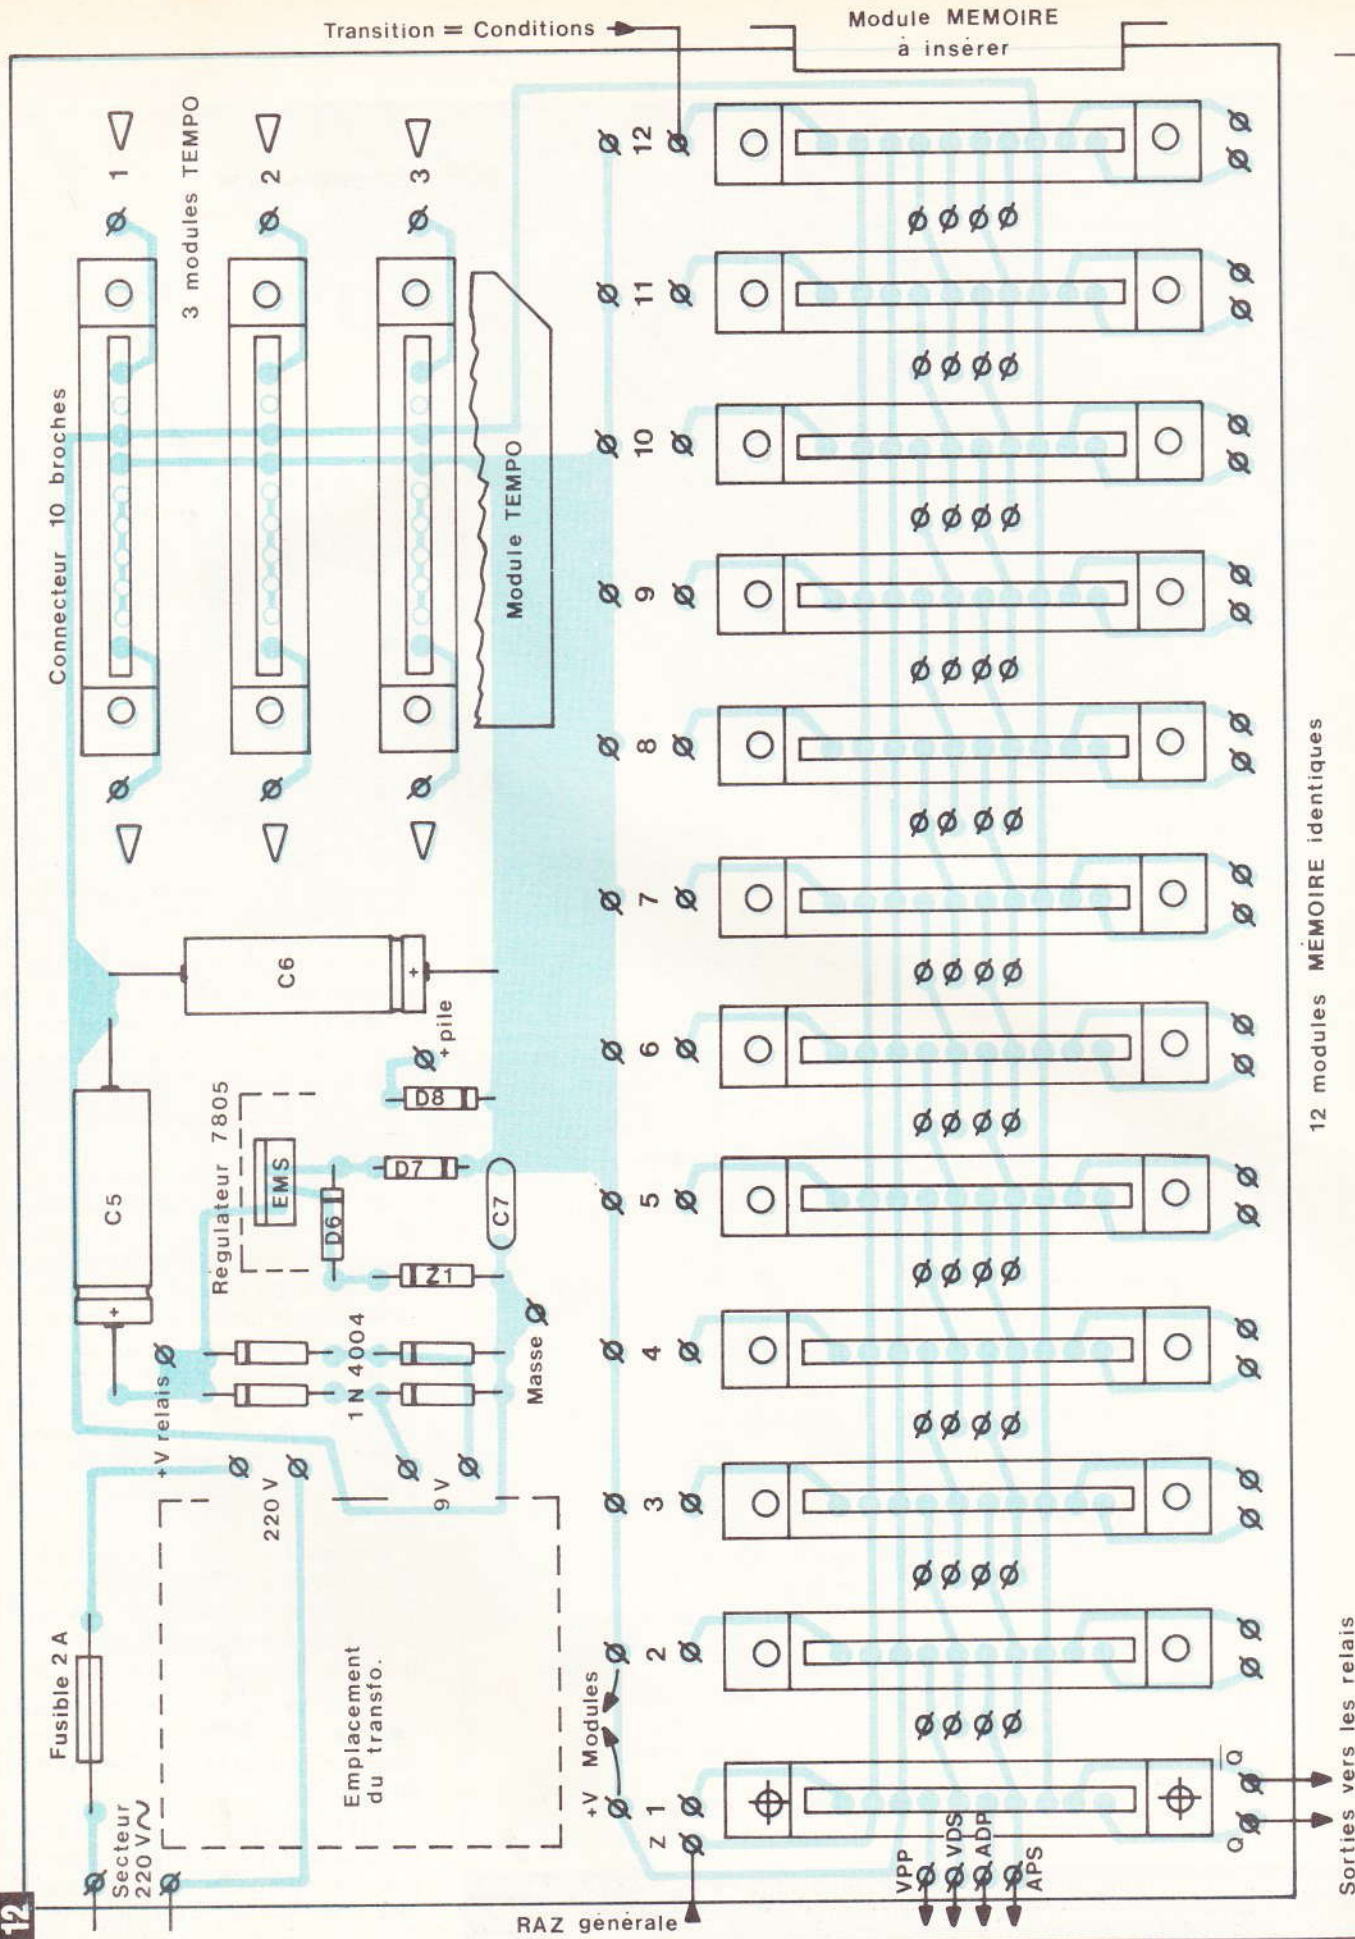 Transition = Conditions
Module MEMOIRE
à insérer
1
2
3
3 modules TEMPO
Connecteur 10 broches
Module TEMPO
12
11
10
9
8
7
6
5
4
3
2
1
Z
C6
+
+ pile
C5
+
Régulateur 7805
EMS
D8
D7
D6
C7
Z1
1N 4004
Masse
+V relais
220 V
9 V
Fusible 2 A
Emplacement
du transfo.
Secteur
220 V~
+V Modules
VPP
VDS
ADP
APS
Q
Q̅
12 modules MÉMOIRE identiques
Sorties vers les relais
RAZ générale
12